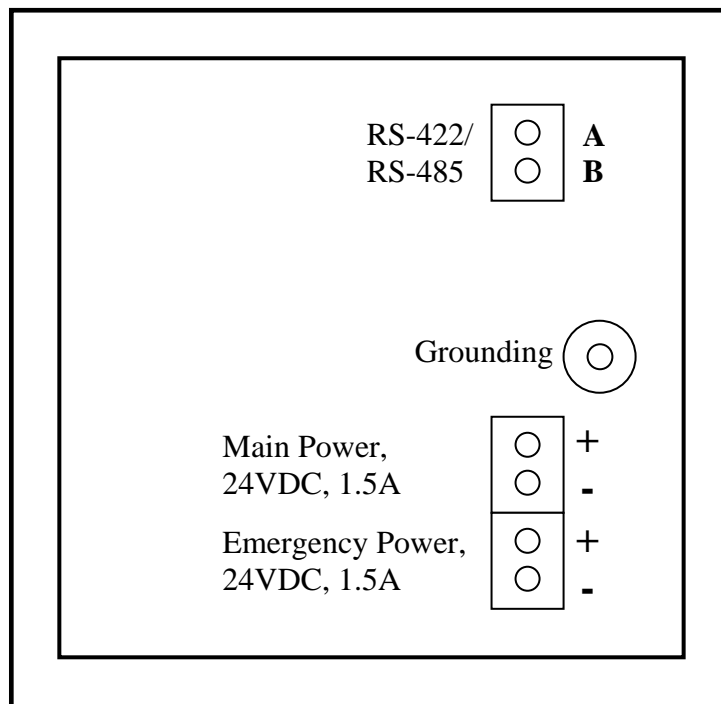 RS-422/ A
RS-485 B
Grounding
Main Power, +
24VDC, 1.5A -
Emergency Power, +
24VDC, 1.5A -